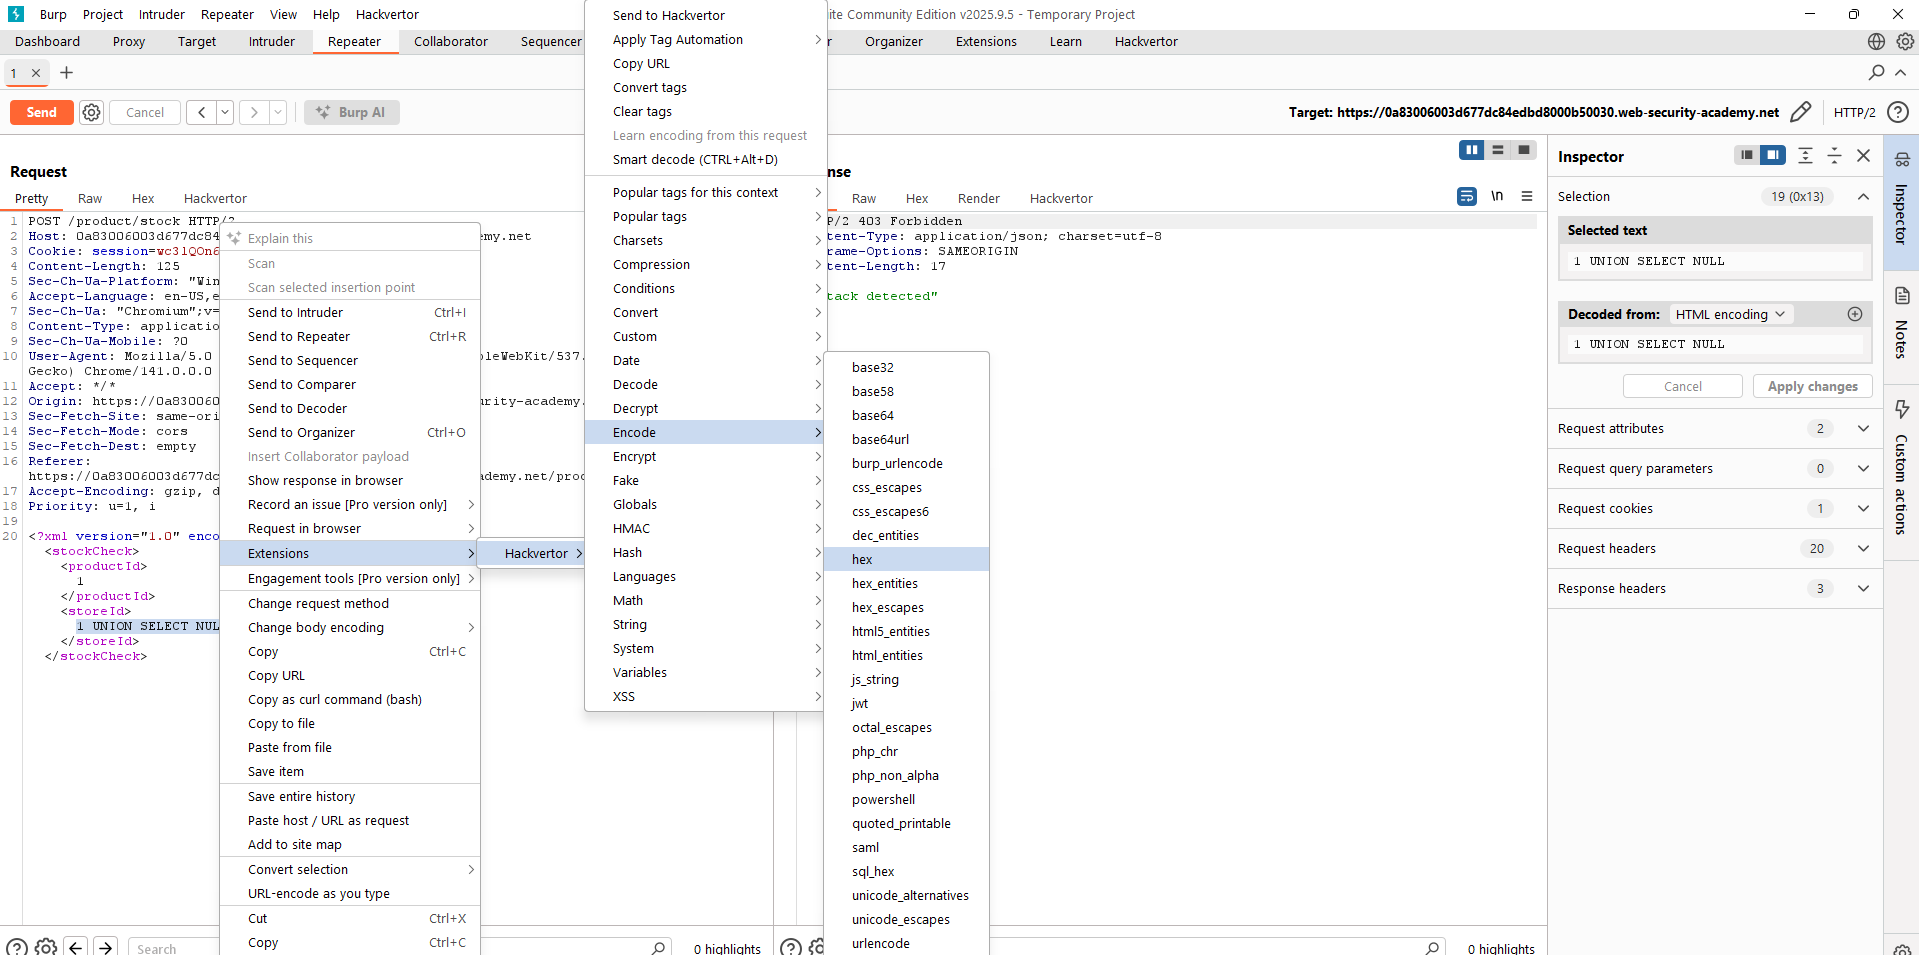 Burp Project Intruder Repeater View Help Hackvertor
ite Community Edition v2025.9.5 - Temporary Project
Dashboard Proxy Target Intruder Repeater Collaborator Sequencer
r Organizer Extensions Learn Hackvertor
1
Send Cancel Burp AI
Target: https://0a83006003d677dc84edbd8000b50030.web-security-academy.net HTTP/2
Request
Pretty Raw Hex Hackvertor
1 POST /product/stock HTTP/2
2 Host: 0a83006003d677dc84
emy.net
3 Cookie: session=wc3lQOn
4 Content-Length: 125
5 Sec-Ch-Ua-Platform: "Win
6 Accept-Language: en-US,e
7 Sec-Ch-Ua: "Chromium";v=
8 Content-Type: applicatio
9 Sec-Ch-Ua-Mobile: ?0
10 User-Agent: Mozilla/5.0
pleWebKit/537.
Gecko) Chrome/141.0.0.0
11 Accept: */*
12 Origin: https://0a83006
urity-academy.
13 Sec-Fetch-Site: same-ori
14 Sec-Fetch-Mode: cors
15 Sec-Fetch-Dest: empty
16 Referer:
https://0a83006003d677dc
ademy.net/prod
17 Accept-Encoding: gzip, d
18 Priority: u=1, i
19
20 <?xml version="1.0" enco
<stockCheck>
<productId>
1
</productId>
<storeId>
1 UNION SELECT NUL
</storeId>
</stockCheck>
Explain this
Scan
Scan selected insertion point
Send to Intruder Ctrl+I
Send to Repeater Ctrl+R
Send to Sequencer
Send to Comparer
Send to Decoder
Send to Organizer Ctrl+O
Insert Collaborator payload
Show response in browser
Record an issue [Pro version only]
Request in browser
Extensions
Engagement tools [Pro version only]
Change request method
Change body encoding
Copy Ctrl+C
Copy URL
Copy as curl command (bash)
Copy to file
Paste from file
Save item
Save entire history
Paste host / URL as request
Add to site map
Convert selection
URL-encode as you type
Cut Ctrl+X
Copy Ctrl+C
Hackvertor
Send to Hackvertor
Apply Tag Automation
Copy URL
Convert tags
Clear tags
Learn encoding from this request
Smart decode (CTRL+Alt+D)
Popular tags for this context
Popular tags
Charsets
Compression
Conditions
Convert
Custom
Date
Decode
Decrypt
Encode
Encrypt
Fake
Globals
HMAC
Hash
Languages
Math
String
System
Variables
XSS
base32
base58
base64
base64url
burp_urlencode
css_escapes
css_escapes6
dec_entities
hex
hex_entities
hex_escapes
html5_entities
html_entities
js_string
jwt
octal_escapes
php_chr
php_non_alpha
powershell
quoted_printable
saml
sql_hex
unicode_alternatives
unicode_escapes
urlencode
nse
Raw Hex Render Hackvertor
\n
P/2 403 Forbidden
tent-Type: application/json; charset=utf-8
rame-Options: SAMEORIGIN
tent-Length: 17
tack detected"
Inspector
Selection 19 (0x13)
Selected text
1 UNION SELECT NULL
Decoded from: HTML encoding
1 UNION SELECT NULL
Cancel Apply changes
Request attributes 2
Request query parameters 0
Request cookies 1
Request headers 20
Response headers 3
Inspector
Notes
Custom actions
Search
0 highlights
0 highlights